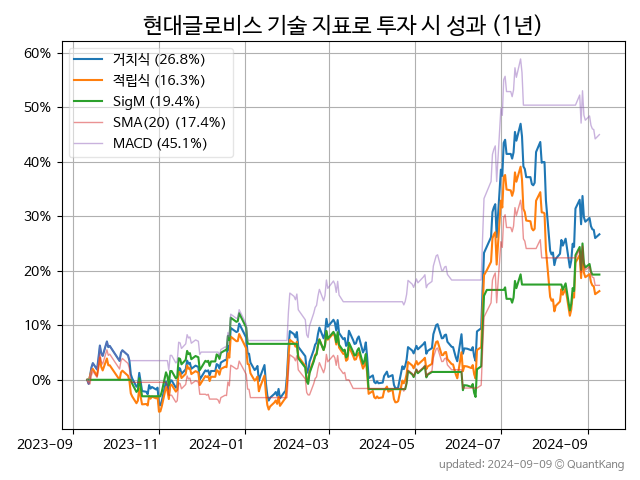 현대글로비스 기술 지표로 투자 시 성과 (1년)
60%
50%
40%
30%
20%
10%
0%
거치식 (26.8%)
적립식 (16.3%)
SigM (19.4%)
SMA(20) (17.4%)
MACD (45.1%)
2023-09 2023-11 2024-01 2024-03 2024-05 2024-07 2024-09
updated: 2024-09-09 © QuantKang